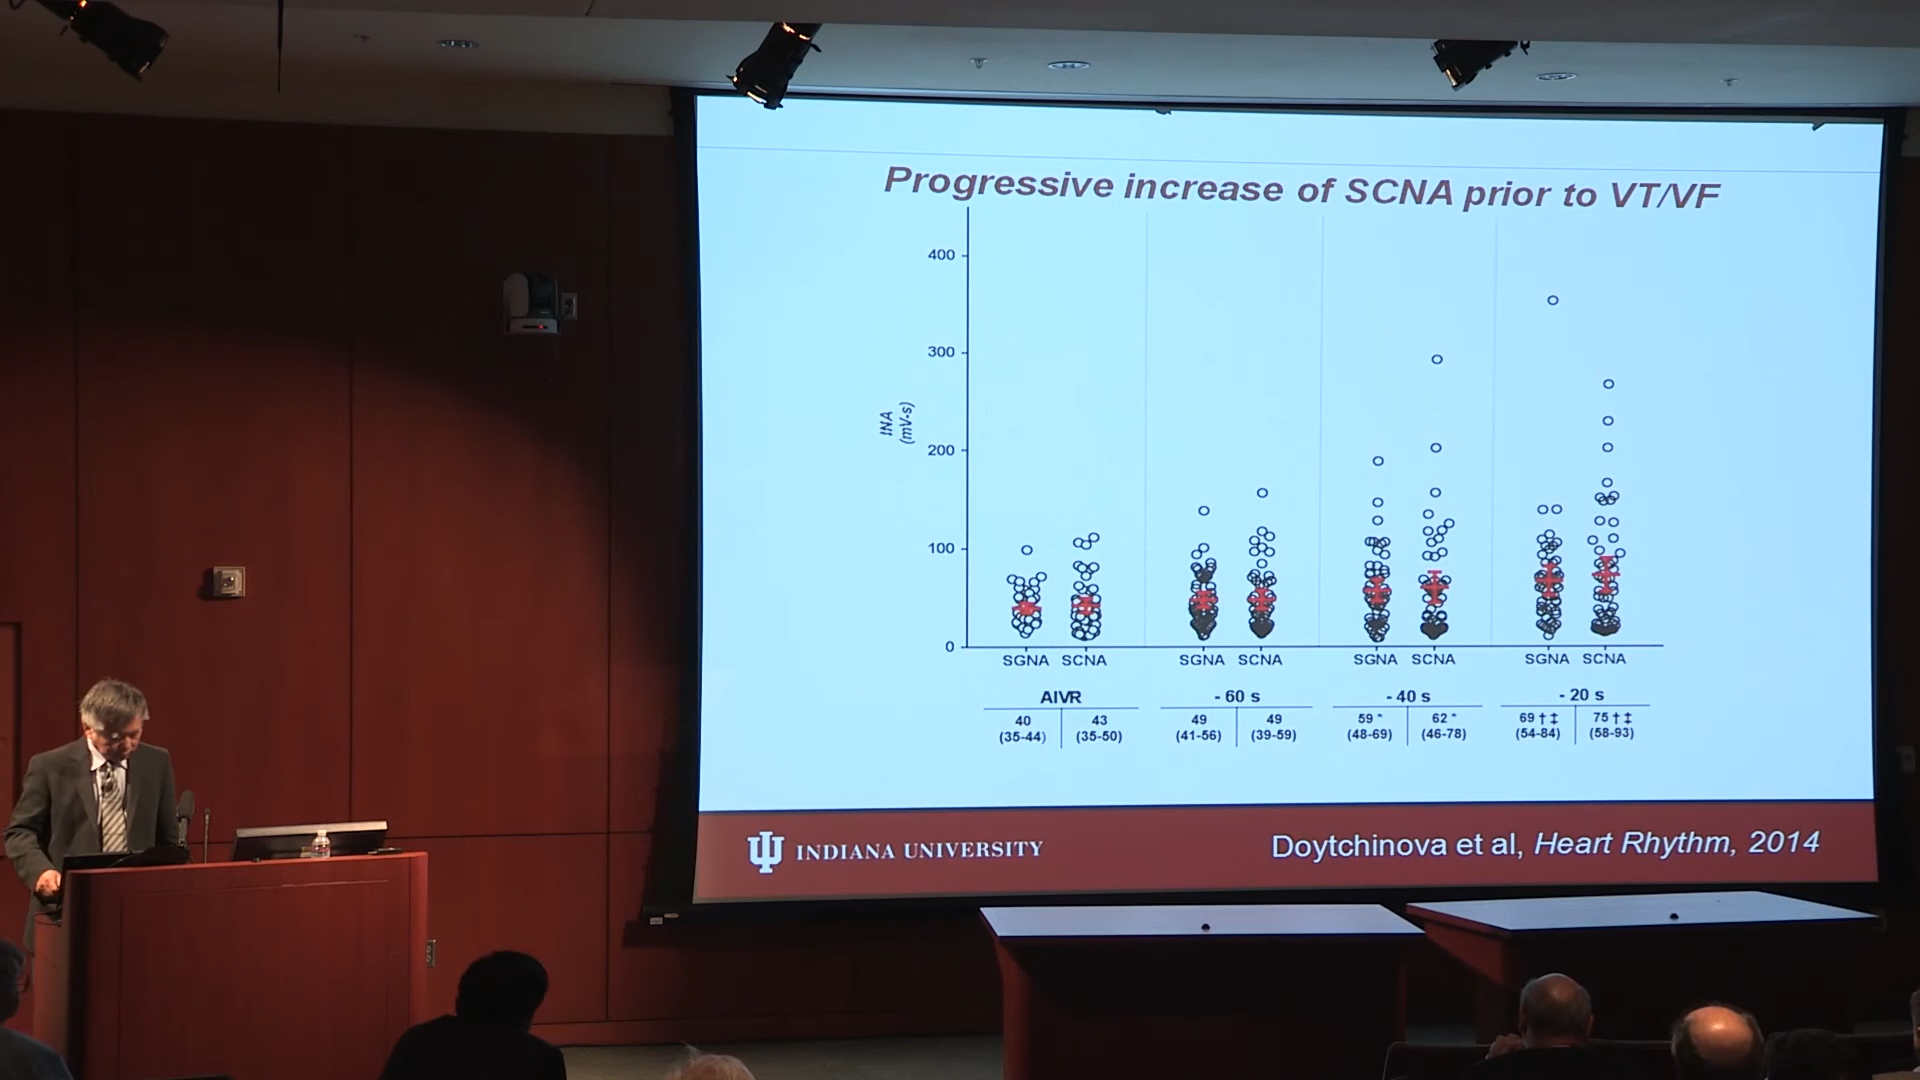 Progressive increase of SCNA prior to VT/VF
400
300
200
100
0
INA
(mV-s)
SGNA SCNA SGNA SCNA SGNA SCNA SGNA SCNA
AIVR - 60 s - 40 s - 20 s
40 43 49 49 59 * 62 * 69 † ‡ 75 † ‡
(35-44) (35-50) (41-56) (39-59) (48-69) (46-78) (54-84) (58-93)
INDIANA UNIVERSITY
Doytchinova et al, Heart Rhythm, 2014